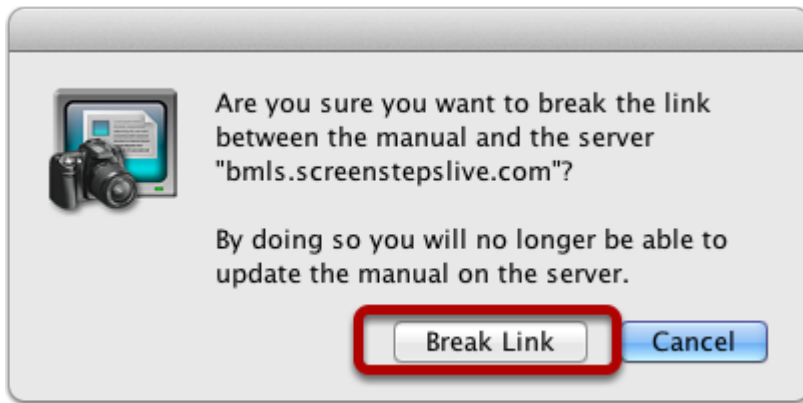 Are you sure you want to break the link
between the manual and the server
"bmls.screenstepslive.com"?
By doing so you will no longer be able to
update the manual on the server.
Break Link Cancel